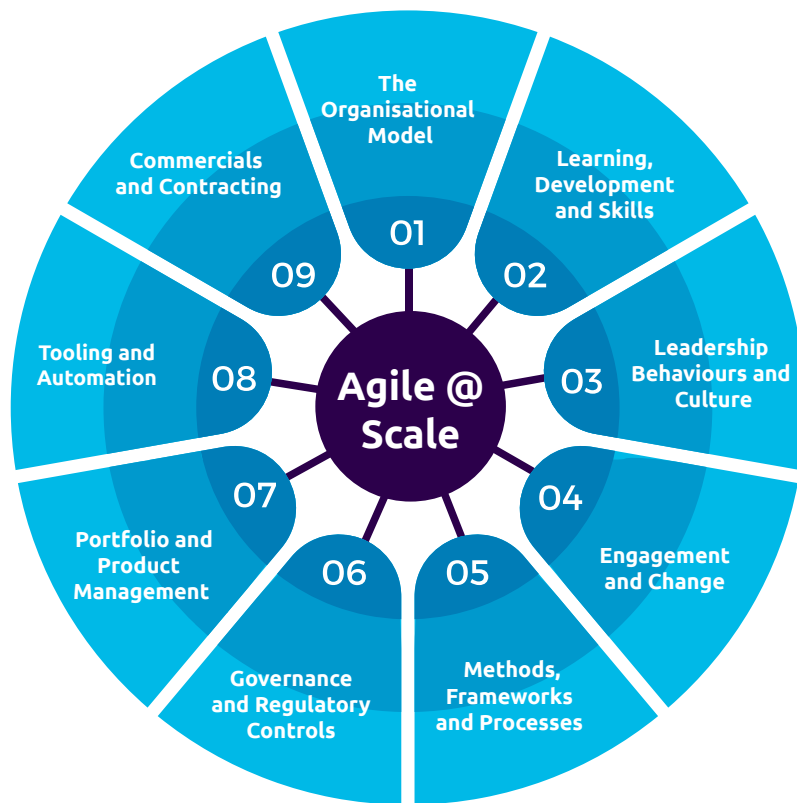 Agile @
Scale
01
The
Organisational
Model
02
Learning,
Development
and Skills
03
Leadership
Behaviours and
Culture
04
Engagement
and Change
05
Methods,
Frameworks
and Processes
06
Governance
and Regulatory
Controls
07
Portfolio and
Product
Management
08
Tooling and
Automation
09
Commercials
and Contracting